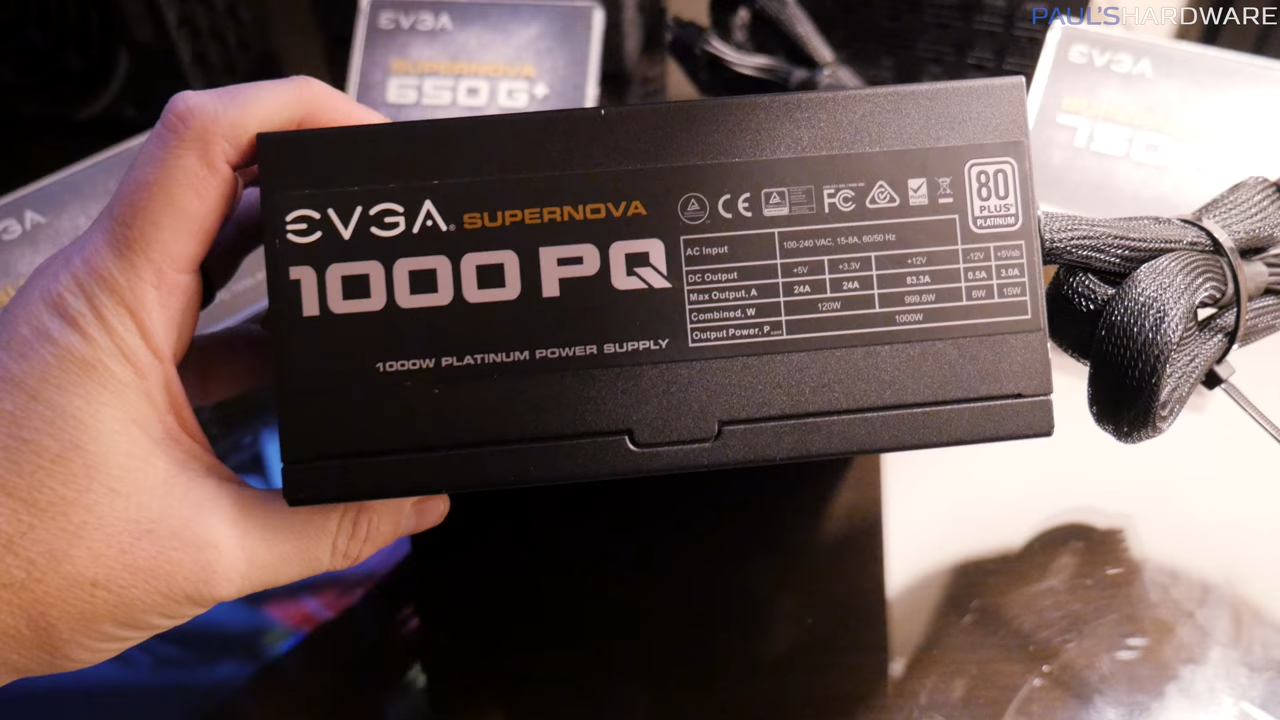 PAUL'SHARDWARE
EVGA
SUPERNOVA
650 G+
EVGA
EVGA
EVGA. SUPERNOVA
1000 PQ
1000W PLATINUM POWER SUPPLY
CE FC
80
PLUS®
PLATINUM
AC Input 100-240 VAC, 15-8A, 60/50 Hz
DC Output +5V +3.3V +12V -12V +5Vsb
Max Output, A 24A 24A 83.3A 0.5A 3.0A
Combined, W 120W 999.6W 6W 15W
Output Power, Pcont 1000W